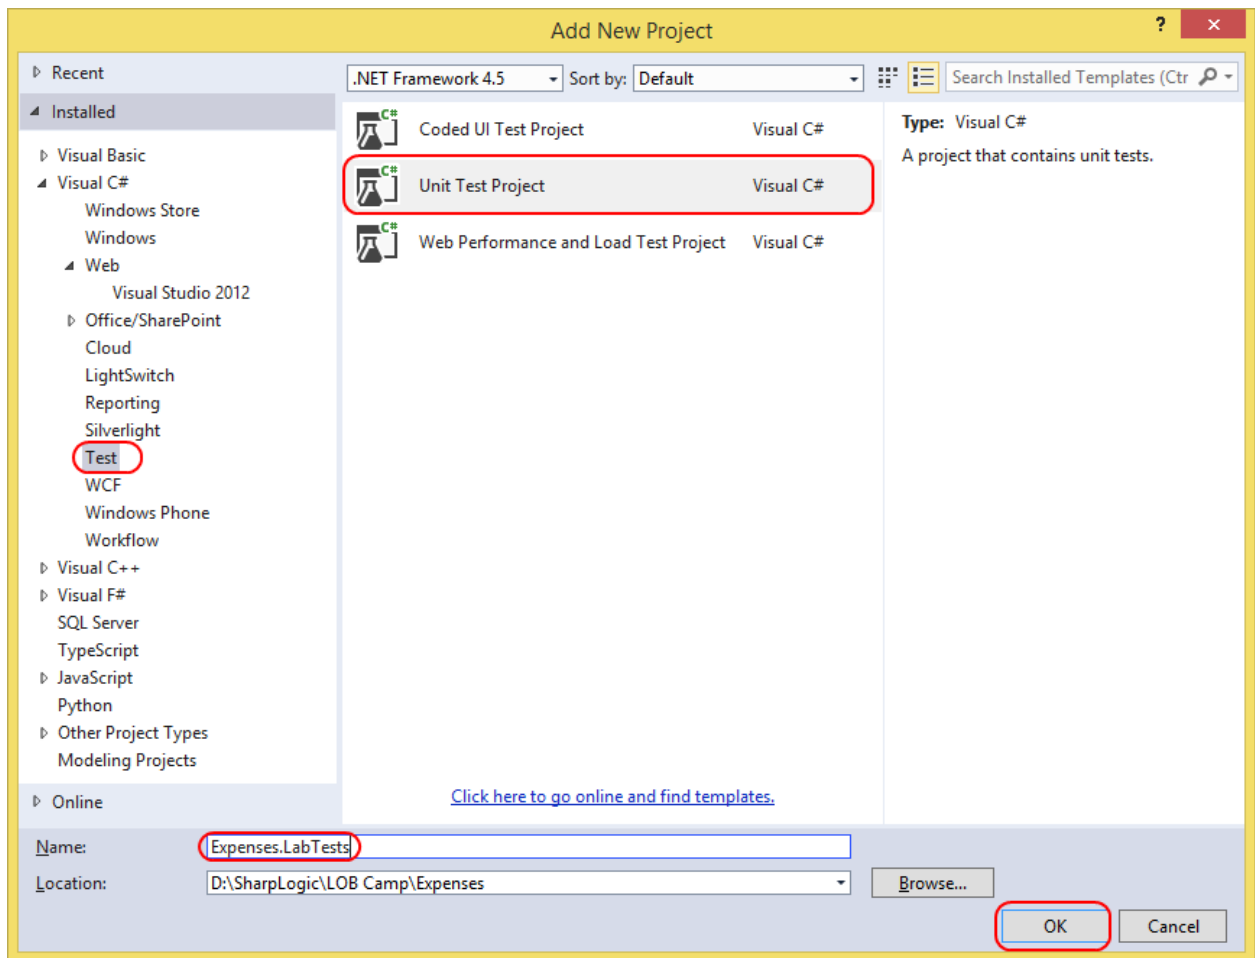 Add New Project
?
Recent
.NET Framework 4.5
Sort by: Default
Search Installed Templates (Ctr
Installed
Visual Basic
Visual C#
Windows Store
Windows
Web
Visual Studio 2012
Office/SharePoint
Cloud
LightSwitch
Reporting
Silverlight
Test
WCF
Windows Phone
Workflow
Visual C++
Visual F#
SQL Server
TypeScript
JavaScript
Python
Other Project Types
Modeling Projects
Online
C# Coded UI Test Project Visual C#
C# Unit Test Project Visual C#
C# Web Performance and Load Test Project Visual C#
Click here to go online and find templates.
Type: Visual C#
A project that contains unit tests.
Name: Expenses.LabTests
Location: D:\SharpLogic\LOB Camp\Expenses
Browse...
OK
Cancel